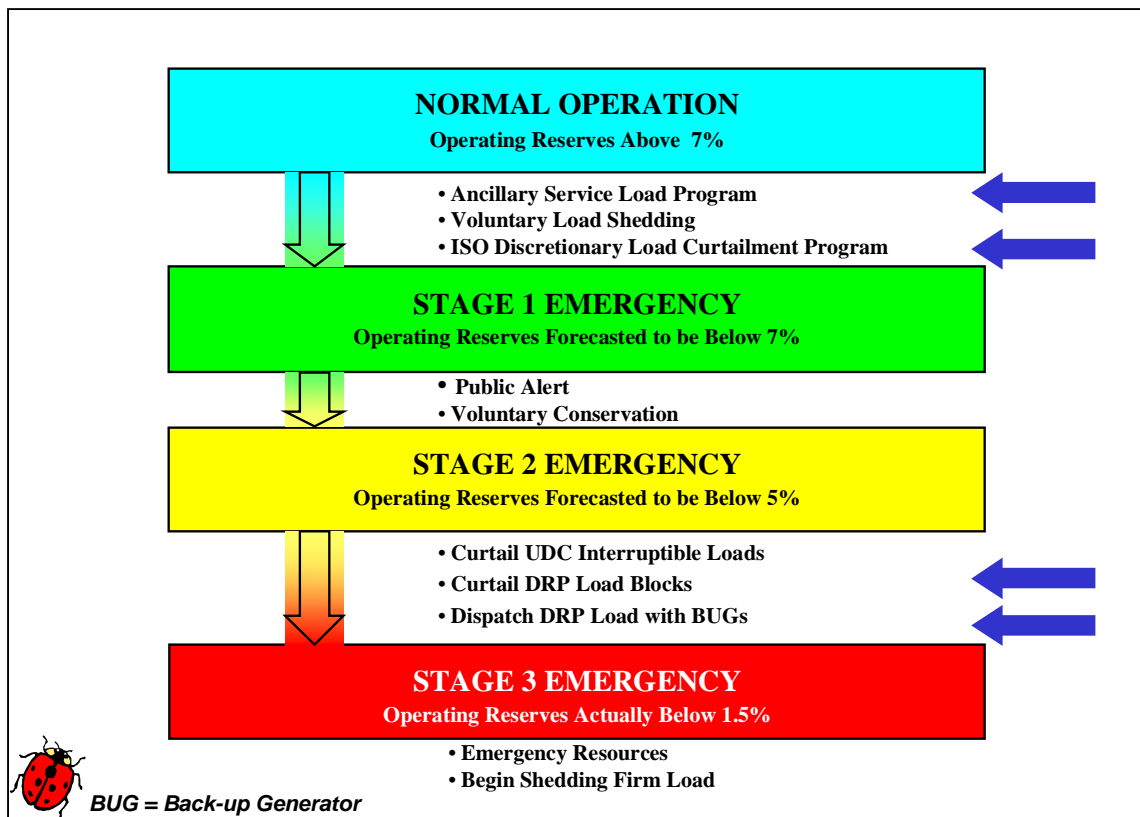 NORMAL OPERATION
Operating Reserves Above 7%
• Ancillary Service Load Program
• Voluntary Load Shedding
• ISO Discretionary Load Curtailment Program
STAGE 1 EMERGENCY
Operating Reserves Forecasted to be Below 7%
• Public Alert
• Voluntary Conservation
STAGE 2 EMERGENCY
Operating Reserves Forecasted to be Below 5%
• Curtail UDC Interruptible Loads
• Curtail DRP Load Blocks
• Dispatch DRP Load with BUGs
STAGE 3 EMERGENCY
Operating Reserves Actually Below 1.5%
• Emergency Resources
• Begin Shedding Firm Load
BUG = Back-up Generator